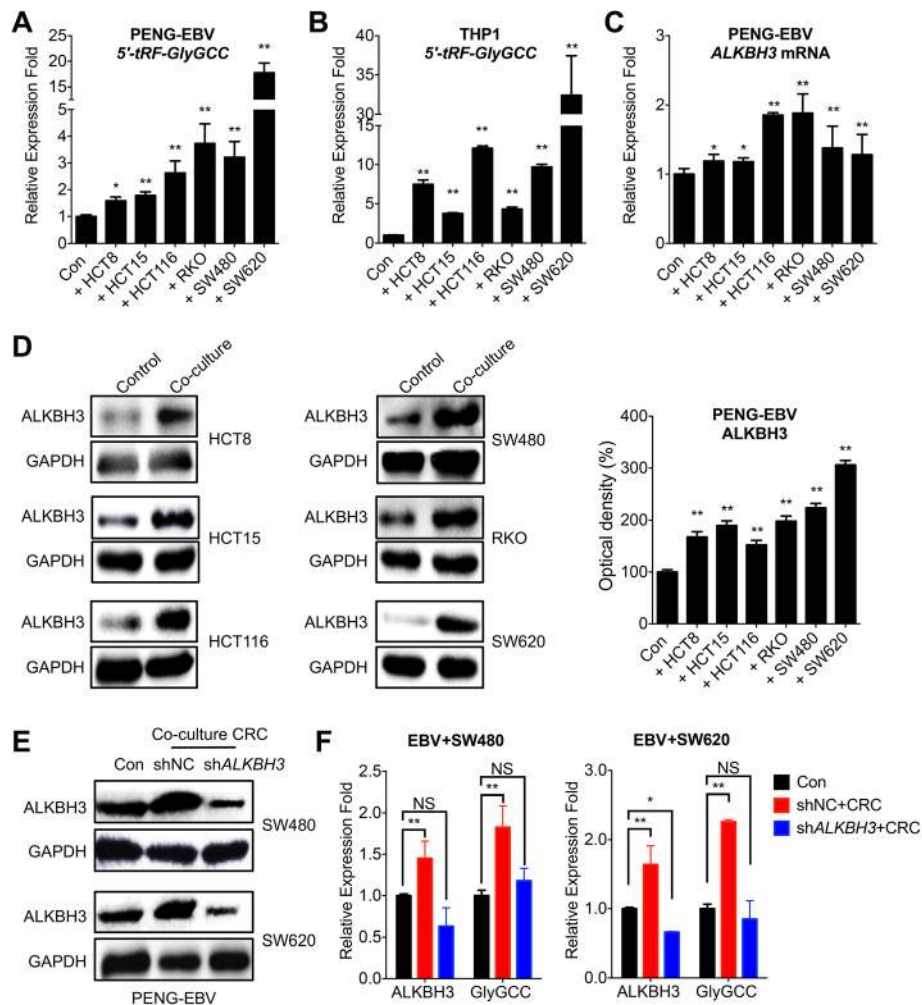 A
PENG-EBV
5'-tRF-GlyGCC
Relative Expression Fold
25
20
15
10
5
4
3
2
1
0
* ** ** ** ** **
Con
+ HCT8
+ HCT15
+ HCT116
+ RKO
+ SW480
+ SW620
B
THP1
5'-tRF-GlyGCC
Relative Expression Fold
40
35
30
20
15
10
5
0
** ** ** ** ** **
Con
+ HCT8
+ HCT15
+ HCT116
+ RKO
+ SW480
+ SW620
C
PENG-EBV
ALKBH3 mRNA
Relative Expression Fold
3
2
1
0
* * ** ** ** **
Con
+ HCT8
+ HCT15
+ HCT116
+ RKO
+ SW480
+ SW620
D
Control Co-culture
ALKBH3
GAPDH
HCT8
ALKBH3
GAPDH
HCT15
ALKBH3
GAPDH
HCT116
Control Co-culture
ALKBH3
GAPDH
SW480
ALKBH3
GAPDH
RKO
ALKBH3
GAPDH
SW620
PENG-EBV
ALKBH3
Optical density (%)
400
300
200
100
0
** ** ** ** ** **
Con
+ HCT8
+ HCT15
+ HCT116
+ RKO
+ SW480
+ SW620
E
Co-culture CRC
Con shNC shALKBH3
ALKBH3
GAPDH
SW480
ALKBH3
GAPDH
SW620
PENG-EBV
F
EBV+SW480
Relative Expression Fold
2.5
2.0
1.5
1.0
0.5
0.0
NS
**
NS
**
ALKBH3 GlyGCC
EBV+SW620
Relative Expression Fold
3.0
2.0
1.0
0.0
*
**
NS
**
ALKBH3 GlyGCC
Con
shNC+CRC
shALKBH3+CRC